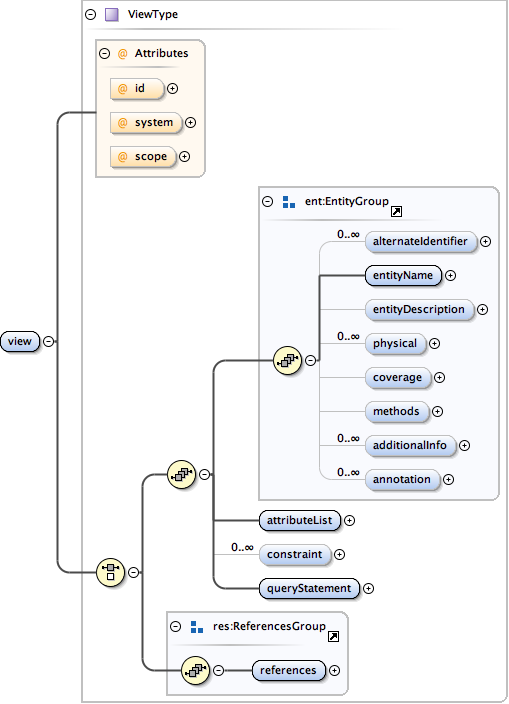 ViewType
@ Attributes
@ id
@ system
@ scope
ent:EntityGroup
0..∞ alternateIdentifier
entityName
entityDescription
0..∞ physical
coverage
methods
0..∞ additionalInfo
0..∞ annotation
view
attributeList
0..∞ constraint
queryStatement
res:ReferencesGroup
references